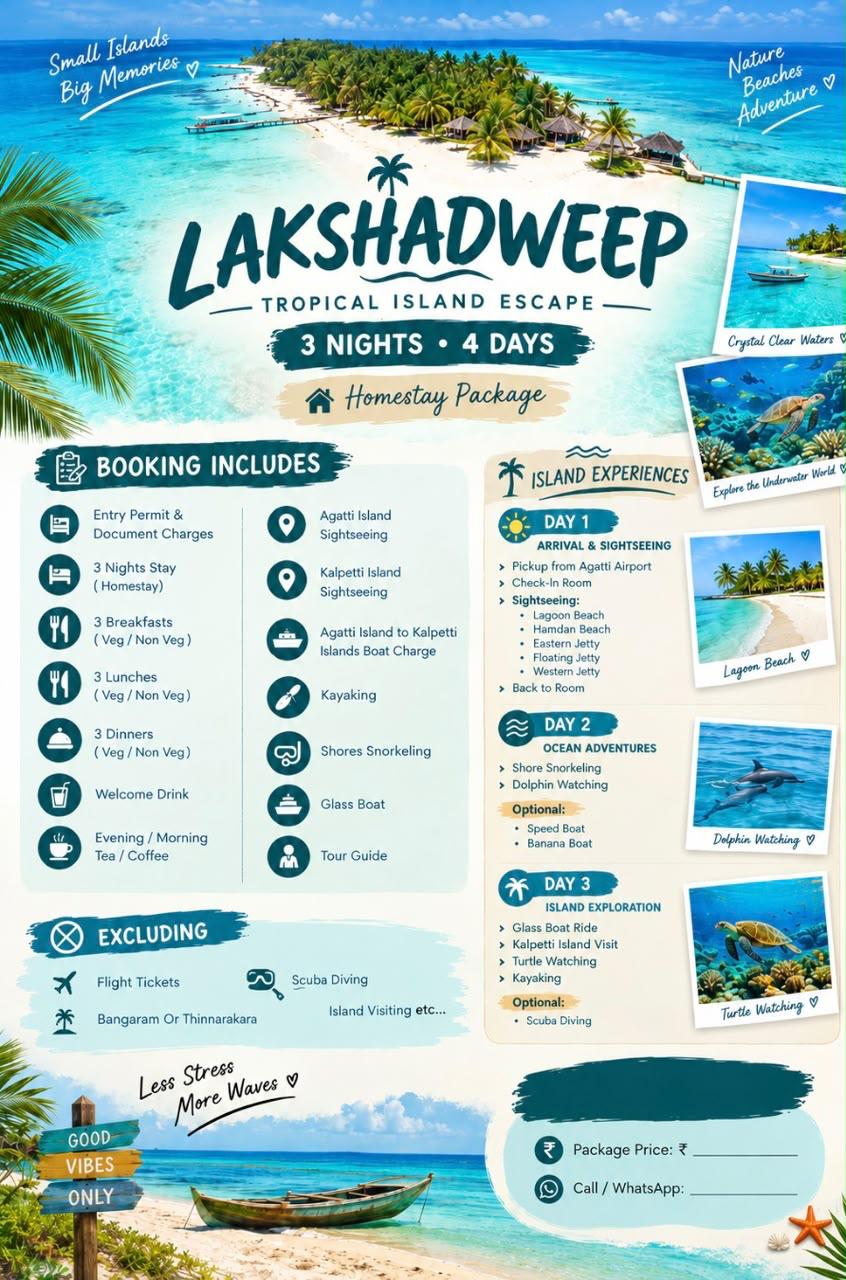 Small Islands
Big Memories
Nature
Beaches
Adventure
LAKSHADWEEP
TROPICAL ISLAND ESCAPE
3 NIGHTS • 4 DAYS
Homestay Package
Crystal Clear Waters
Explore the Underwater World
BOOKING INCLUDES
Entry Permit &
Document Charges
3 Nights Stay
( Homestay)
3 Breakfasts
( Veg / Non Veg )
3 Lunches
( Veg / Non Veg )
3 Dinners
( Veg / Non Veg )
Welcome Drink
Evening / Morning
Tea / Coffee
Agatti Island
Sightseeing
Kalpetti Island
Sightseeing
Agatti Island to Kalpetti
Islands Boat Charge
Kayaking
Shores Snorkeling
Glass Boat
Tour Guide
ISLAND EXPERIENCES
DAY 1
ARRIVAL & SIGHTSEEING
Pickup from Agatti Airport
Check-In Room
Sightseeing:
• Lagoon Beach
• Hamdan Beach
• Eastern Jetty
• Floating Jetty
• Western Jetty
Back to Room
Lagoon Beach
DAY 2
OCEAN ADVENTURES
Shore Snorkeling
Dolphin Watching
Optional:
• Speed Boat
• Banana Boat
Dolphin Watching
DAY 3
ISLAND EXPLORATION
Glass Boat Ride
Kalpetti Island Visit
Turtle Watching
Kayaking
Optional:
• Scuba Diving
Turtle Watching
EXCLUDING
Flight Tickets
Scuba Diving
Bangaram Or Thinnarakara
Island Visiting etc...
Less Stress
More Waves
GOOD
VIBES
ONLY
Package Price: ₹
Call / WhatsApp: